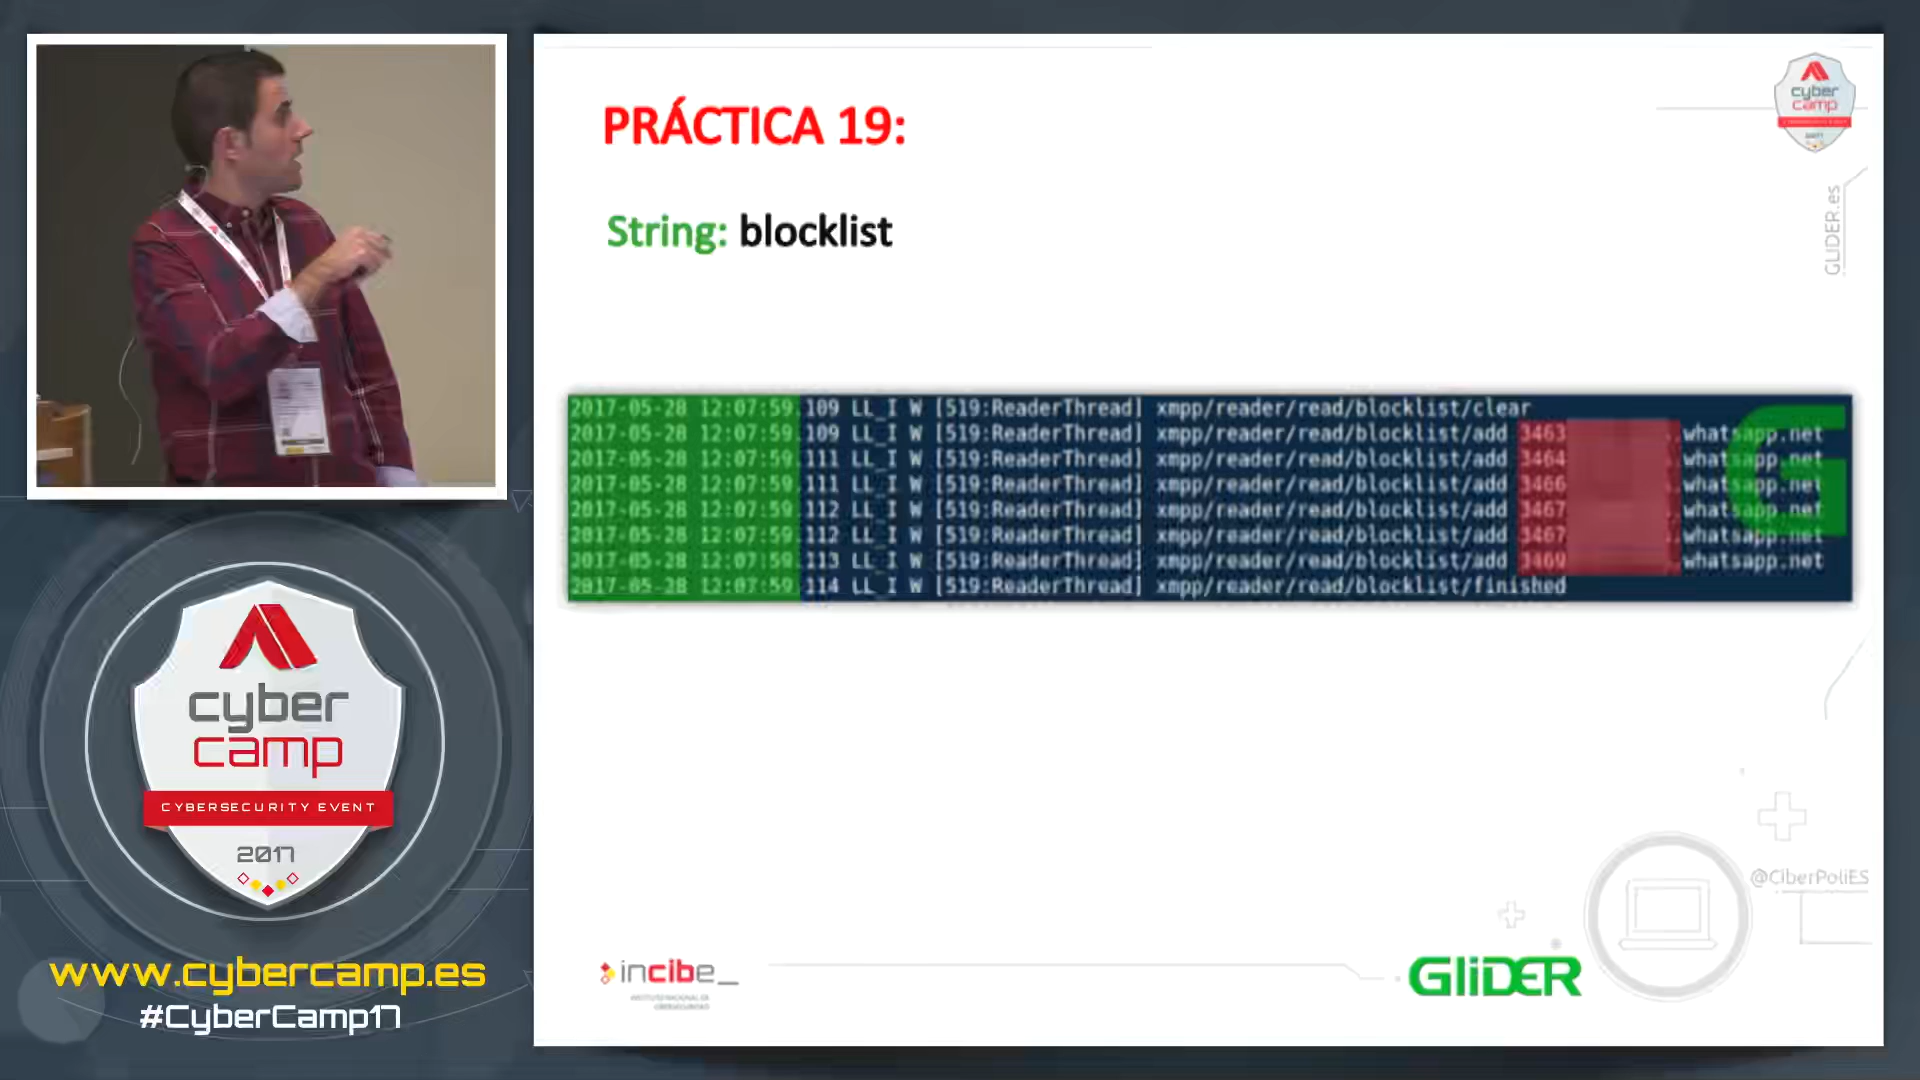 PRÁCTICA 19:
String: blocklist
cyber
camp
GLIDER.es
2017-05-28 12:07:59.109 LL_I W [519:ReaderThread] xmpp/reader/read/blocklist/clear
2017-05-28 12:07:59.109 LL_I W [519:ReaderThread] xmpp/reader/read/blocklist/add 3463 .whatsapp.net
2017-05-28 12:07:59.111 LL_I W [519:ReaderThread] xmpp/reader/read/blocklist/add 3464 .whatsapp.net
2017-05-28 12:07:59.111 LL_I W [519:ReaderThread] xmpp/reader/read/blocklist/add 3466 .whatsapp.net
2017-05-28 12:07:59.112 LL_I W [519:ReaderThread] xmpp/reader/read/blocklist/add 3467 .whatsapp.net
2017-05-28 12:07:59.112 LL_I W [519:ReaderThread] xmpp/reader/read/blocklist/add 3467 .whatsapp.net
2017-05-28 12:07:59.113 LL_I W [519:ReaderThread] xmpp/reader/read/blocklist/add 3469 .whatsapp.net
2017-05-28 12:07:59.114 LL_I W [519:ReaderThread] xmpp/reader/read/blocklist/finished
G
@CiberPoliES
incibe_
GLiDER
cyber
camp
CYBERSECURITY EVENT
2017
www.cybercamp.es
#CyberCamp17